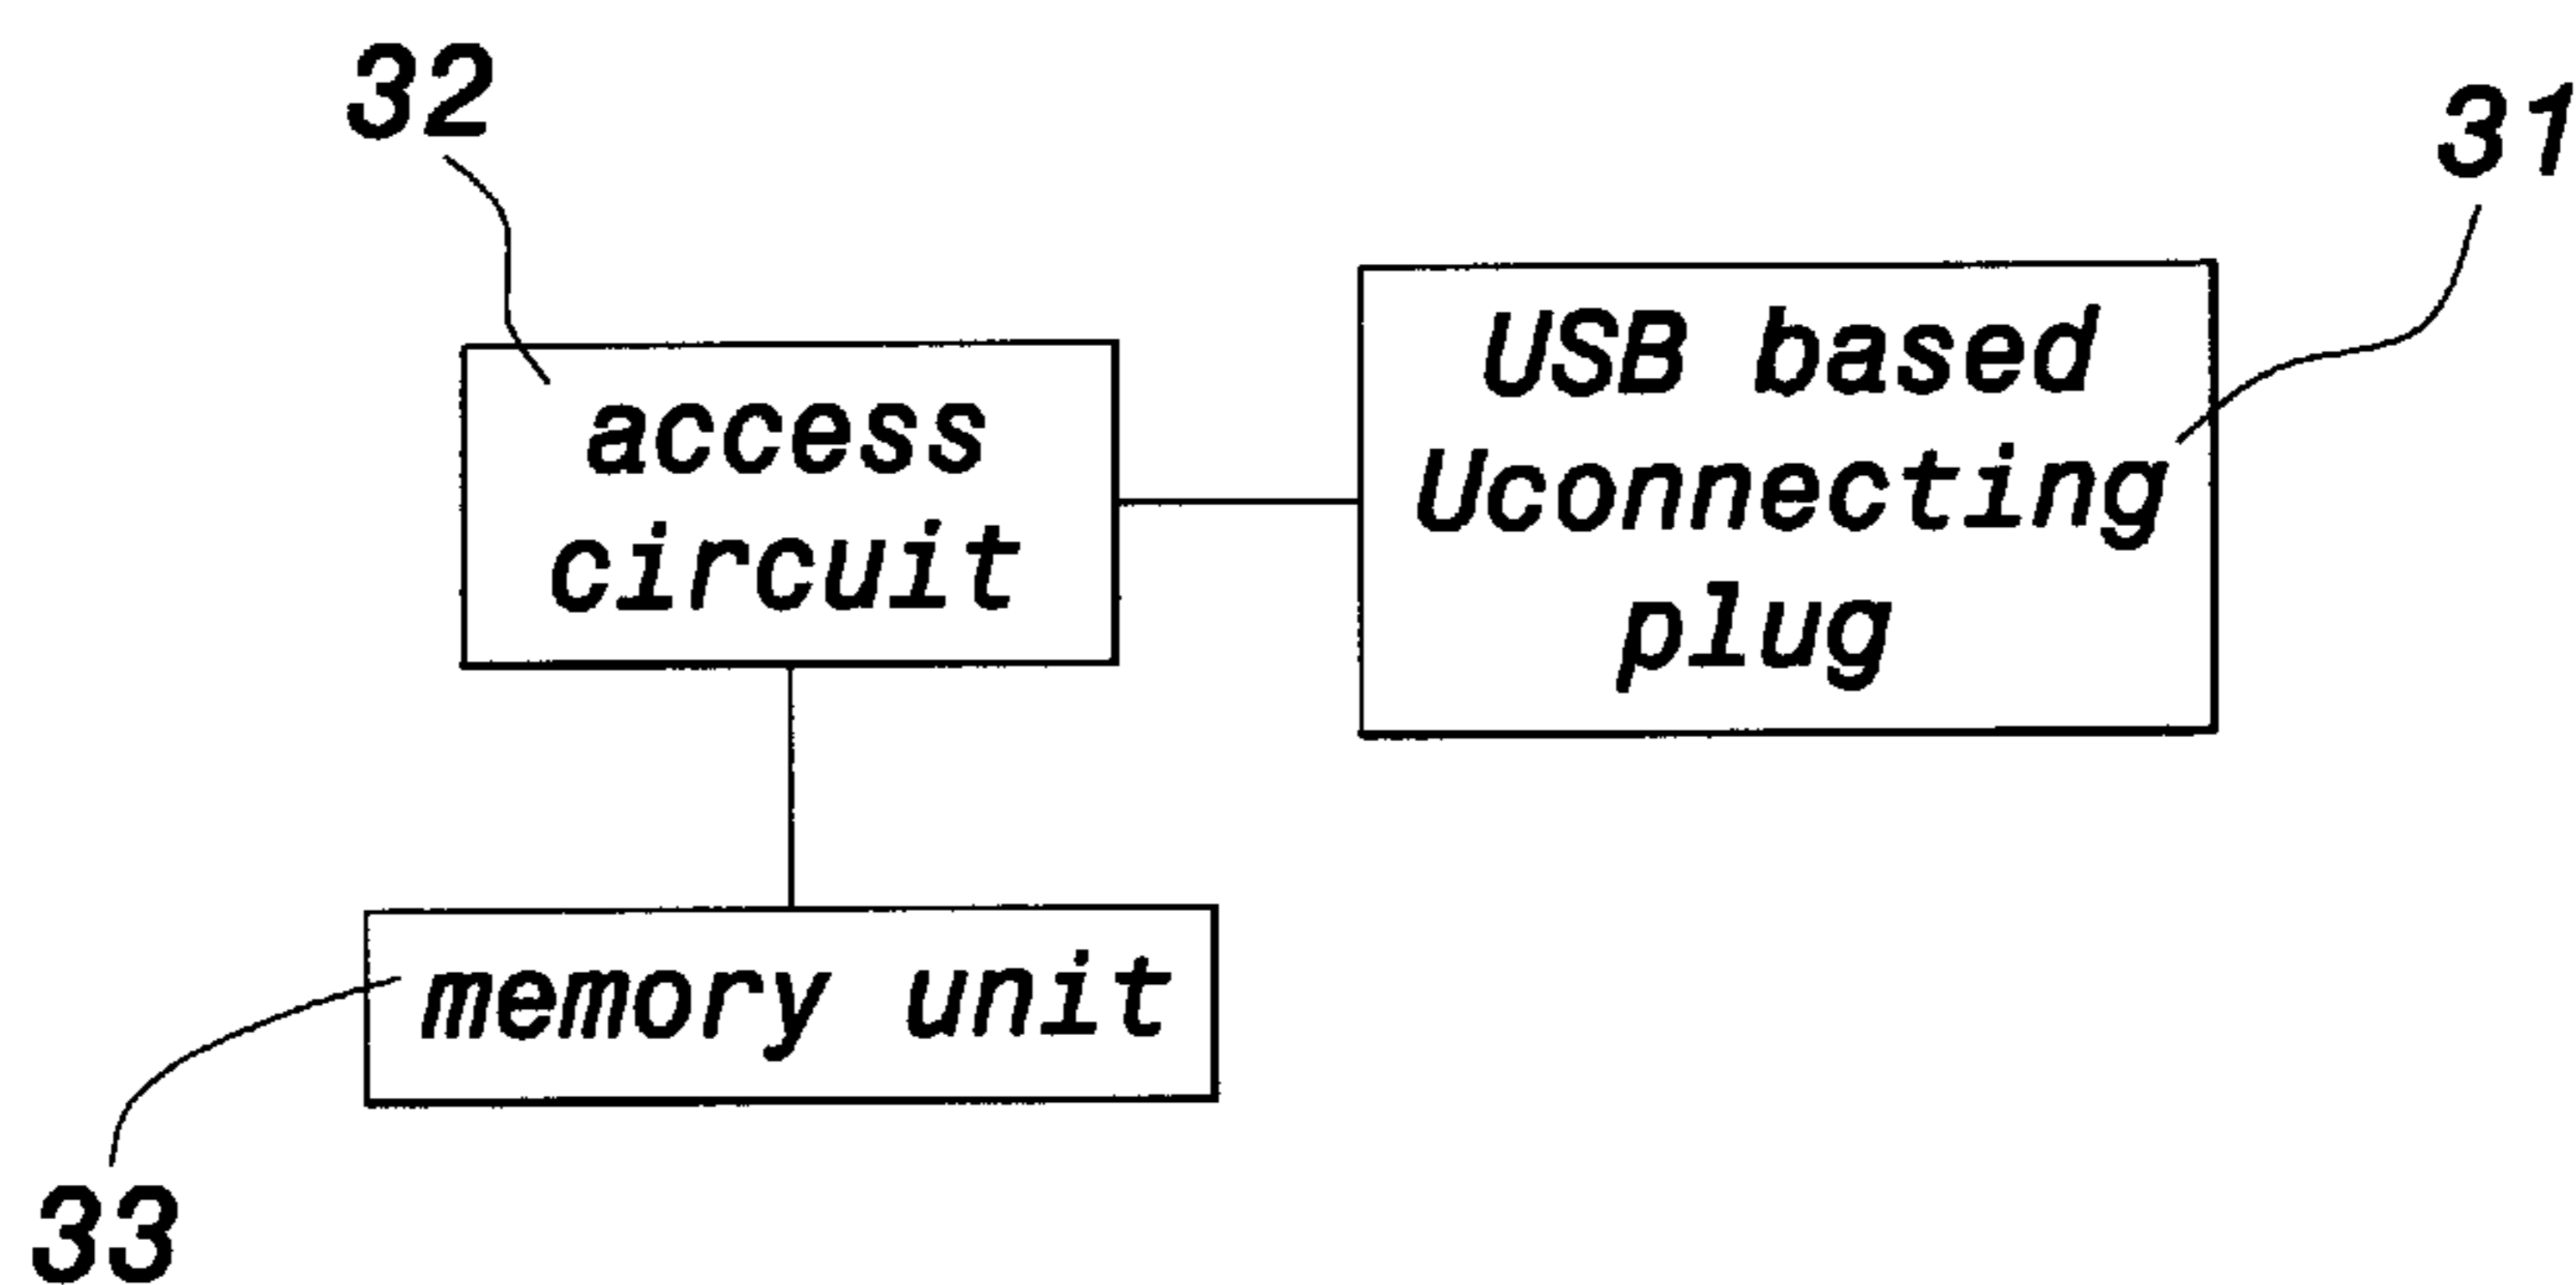 32
31
access
circuit
USB based
Uconnecting
plug
memory unit
33